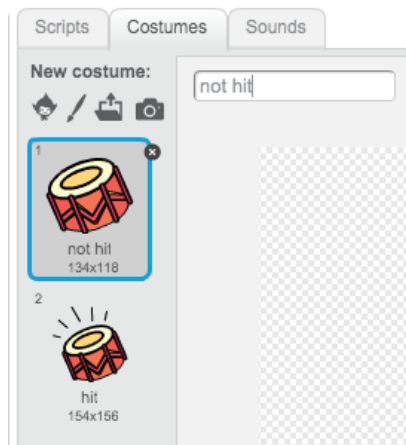 Scripts Costumes Sounds
New costume:
not hit
1
not hit
134x118
2
hit
154x156